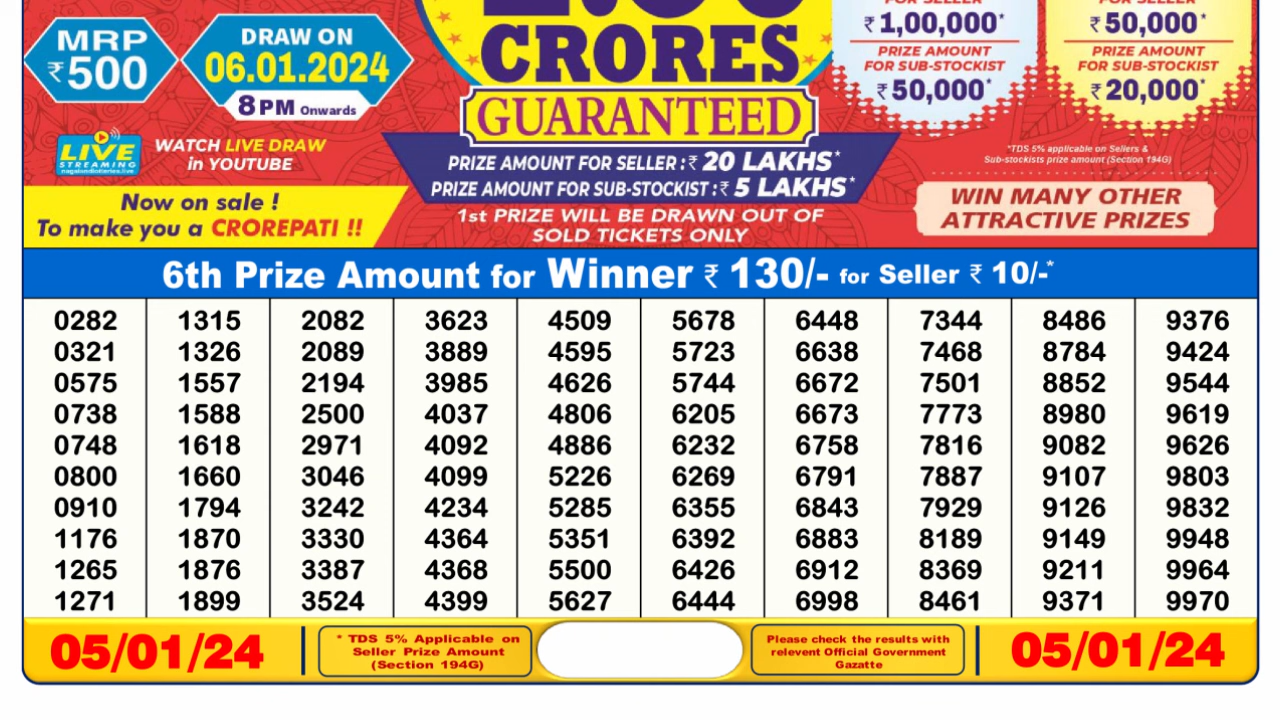 MRP
₹500
DRAW ON
06.01.2024
8PM Onwards
LIVE
STREAMING
nagalandlotteries.live
WATCH LIVE DRAW
in YOUTUBE
Now on sale !
To make you a CROREPATI !!
CRORES
GUARANTEED
PRIZE AMOUNT FOR SELLER :₹ 20 LAKHS*
PRIZE AMOUNT FOR SUB-STOCKIST :₹ 5 LAKHS*
1st PRIZE WILL BE DRAWN OUT OF
SOLD TICKETS ONLY
FOR SELLER
₹ 1,00,000*
PRIZE AMOUNT
FOR SUB-STOCKIST
₹ 50,000*
FOR SELLER
₹ 50,000*
PRIZE AMOUNT
FOR SUB-STOCKIST
₹ 20,000*
*TDS 5% applicable on Sellers &
Sub-stockists prize amount (Section 194G)
WIN MANY OTHER
ATTRACTIVE PRIZES
6th Prize Amount for Winner ₹ 130/- for Seller ₹ 10/-*
0282 1315 2082 3623 4509 5678 6448 7344 8486 9376
0321 1326 2089 3889 4595 5723 6638 7468 8784 9424
0575 1557 2194 3985 4626 5744 6672 7501 8852 9544
0738 1588 2500 4037 4806 6205 6673 7773 8980 9619
0748 1618 2971 4092 4886 6232 6758 7816 9082 9626
0800 1660 3046 4099 5226 6269 6791 7887 9107 9803
0910 1794 3242 4234 5285 6355 6843 7929 9126 9832
1176 1870 3330 4364 5351 6392 6883 8189 9149 9948
1265 1876 3387 4368 5500 6426 6912 8369 9211 9964
1271 1899 3524 4399 5627 6444 6998 8461 9371 9970
05/01/24
* TDS 5% Applicable on
Seller Prize Amount
(Section 194G)
Please check the results with
relevent Official Government
Gazatte
05/01/24